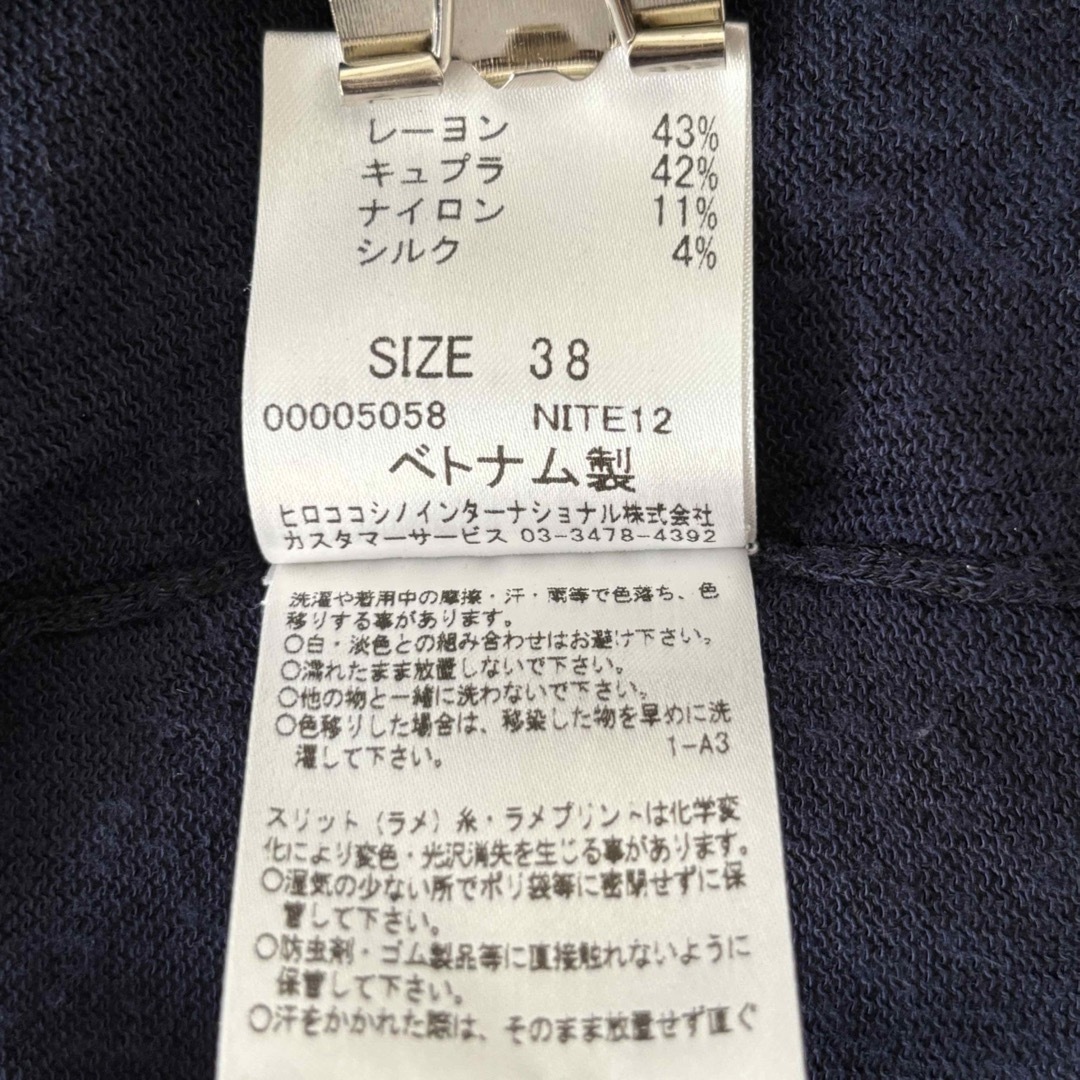 レーヨン 43%
キュプラ 42%
ナイロン 11%
シルク 4%
SIZE 38
00005058 NITE12
ベトナム製
ヒロココシノインターナショナル株式会社
カスタマーサービス 03-3478-4392
洗濯や着用中の摩擦・汗・雨等で色落ち、色
移りする事があります。
○白・淡色との組み合わせはお避け下さい。
○濡れたまま放置しないで下さい。
○他の物と一緒に洗わないで下さい。
○色移りした場合は、移染した物を早めに洗
濯して下さい。 1-A3
スリット(ラメ)糸・ラメプリントは化学変
化により変色・光沢消失を生じる事があります。
○湿気の少ない所でポリ袋等に密閉せずに保
管して下さい。
○防虫剤・ゴム製品等に直接触れないように
保管して下さい。
○汗をかかれた際は、そのまま放置せず直ぐ